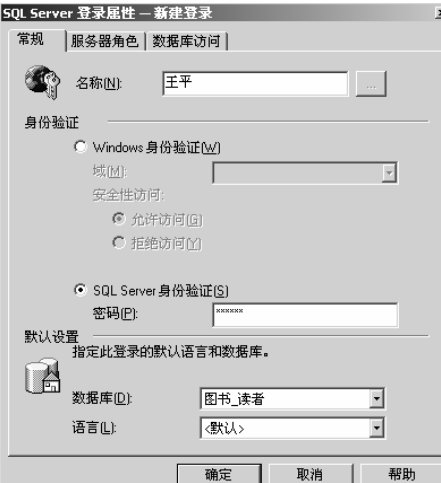 SQL Server 登录属性 — 新建登录
常规 服务器角色 数据库访问
名称(N): 王平 ...
身份验证
Windows 身份验证(W)
域(M):
安全性访问:
允许访问(G)
拒绝访问(Y)
SQL Server 身份验证(S)
密码(P): ××××××
默认设置
指定此登录的默认语言和数据库。
数据库(D): 图书_读者
语言(L): <默认>
确定 取消 帮助